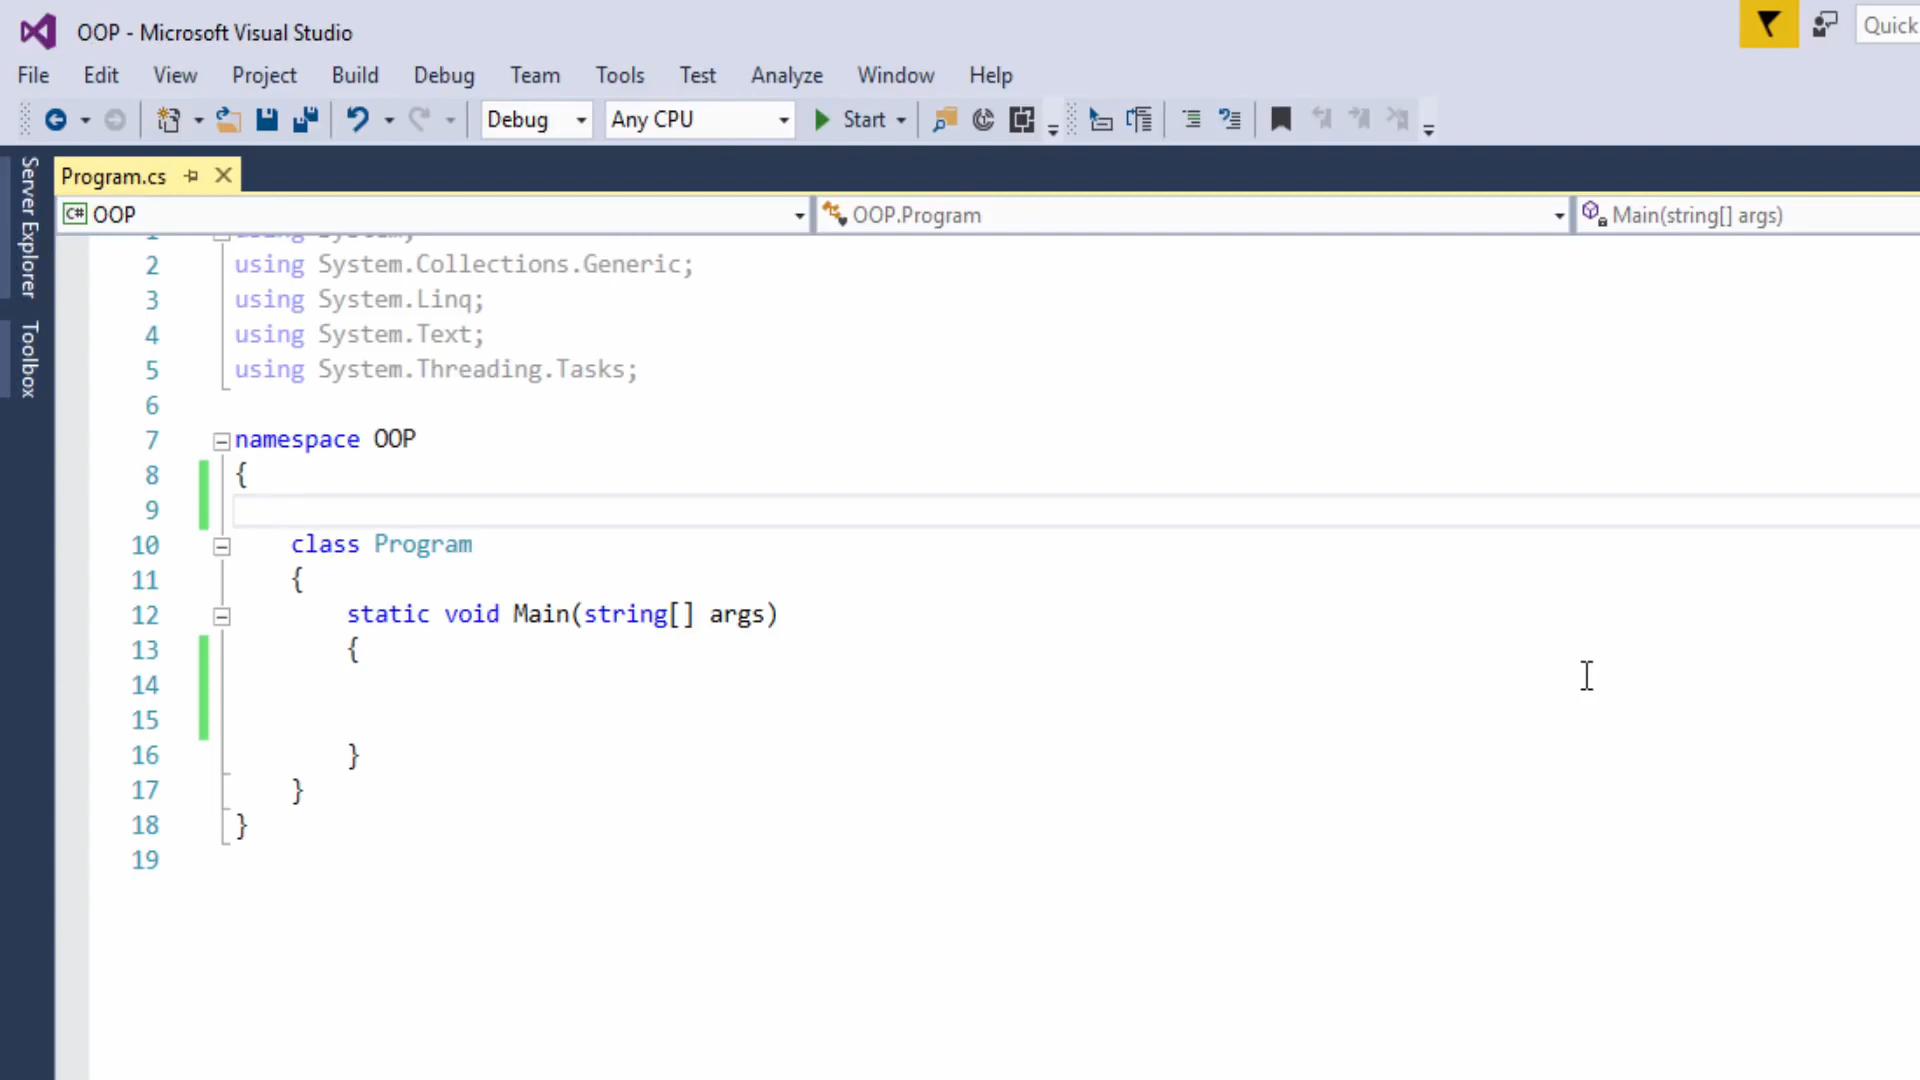 OOP - Microsoft Visual Studio
Quick
File Edit View Project Build Debug Team Tools Test Analyze Window Help
Debug Any CPU Start
Server Explorer
Toolbox
Program.cs
C# OOP OOP.Program Main(string[] args)
1 using System;
2 using System.Collections.Generic;
3 using System.Linq;
4 using System.Text;
5 using System.Threading.Tasks;
6
7 namespace OOP
8 {
9
10 class Program
11 {
12 static void Main(string[] args)
13 {
14
15
16 }
17 }
18 }
19